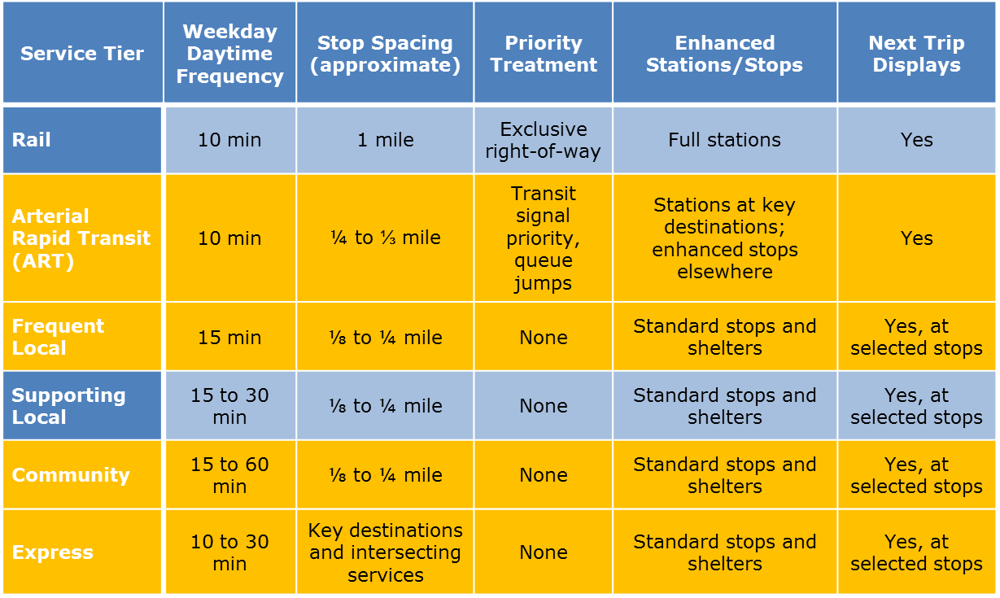 Service Tier
Weekday
Daytime
Frequency
Stop Spacing
(approximate)
Priority
Treatment
Enhanced
Stations/Stops
Next Trip
Displays
Rail
10 min
1 mile
Exclusive
right-of-way
Full stations
Yes
Arterial
Rapid Transit
(ART)
10 min
¼ to ⅓ mile
Transit
signal
priority,
queue
jumps
Stations at key
destinations;
enhanced stops
elsewhere
Yes
Frequent
Local
15 min
⅛ to ¼ mile
None
Standard stops and
shelters
Yes, at
selected stops
Supporting
Local
15 to 30
min
⅛ to ¼ mile
None
Standard stops and
shelters
Yes, at
selected stops
Community
15 to 60
min
⅛ to ¼ mile
None
Standard stops and
shelters
Yes, at
selected stops
Express
10 to 30
min
Key destinations
and intersecting
services
None
Standard stops and
shelters
Yes, at
selected stops